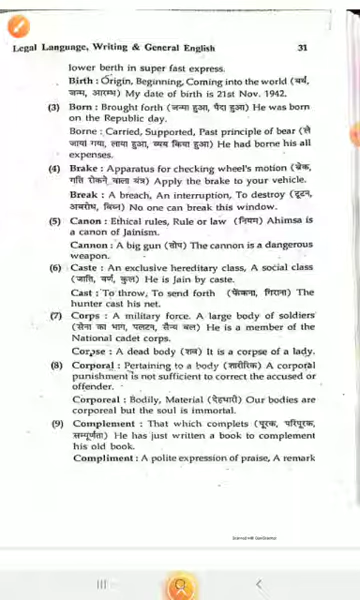 Legal Language, Writing & General English 31
lower berth in super fast express.
Birth : Origin, Beginning, Coming into the world (बर्थ,
जन्म, आरम्भ) My date of birth is 21st Nov. 1942.
(3) Born : Brought forth (जन्मा हुआ, पैदा हुआ) He was born
on the Republic day.
Borne : Carried, Supported, Past principle of bear (ले
जाया गया, लाया हुआ, व्यय किया हुआ) He had borne his all
expenses.
(4) Brake : Apparatus for checking wheel's motion (ब्रेक,
गति रोकने वाला यंत्र) Apply the brake to your vehicle.
Break : A breach, An interruption, To destroy (टूटन,
अवरोध,) No one can break this window.
(5) Canon : Ethical rules, Rule or law (नियम) Ahimsa is
a canon of Jainism.
Cannon : A big gun (तोप) The cannon is a dangerous
weapon.
(6) Caste : An exclusive hereditary class, A social class
(जाति, वर्ण, कुल) He is Jain by caste.
Cast : To throw, To send forth (फेंकना, गिराना) The
hunter cast his net.
(7) Corps : A military force. A large body of soldiers
(सेना का भाग, पलटन, सैन्य बल) He is a member of the
National cadet corps.
Corpse : A dead body (शव) It is a corpse of a lady.
(8) Corporal : Pertaining to a body (शारीरिक) A corporal
punishment is not sufficient to correct the accused or
offender.
Corporeal : Bodily, Material (देहधारी) Our bodies are
corporeal but the soul is immortal.
(9) Complement : That which complets (पूरक, परिपूरक,
सम्पूर्णता) He has just written a book to complement
his old book.
Compliment : A polite expression of praise, A remark
Scanned with CamScanner